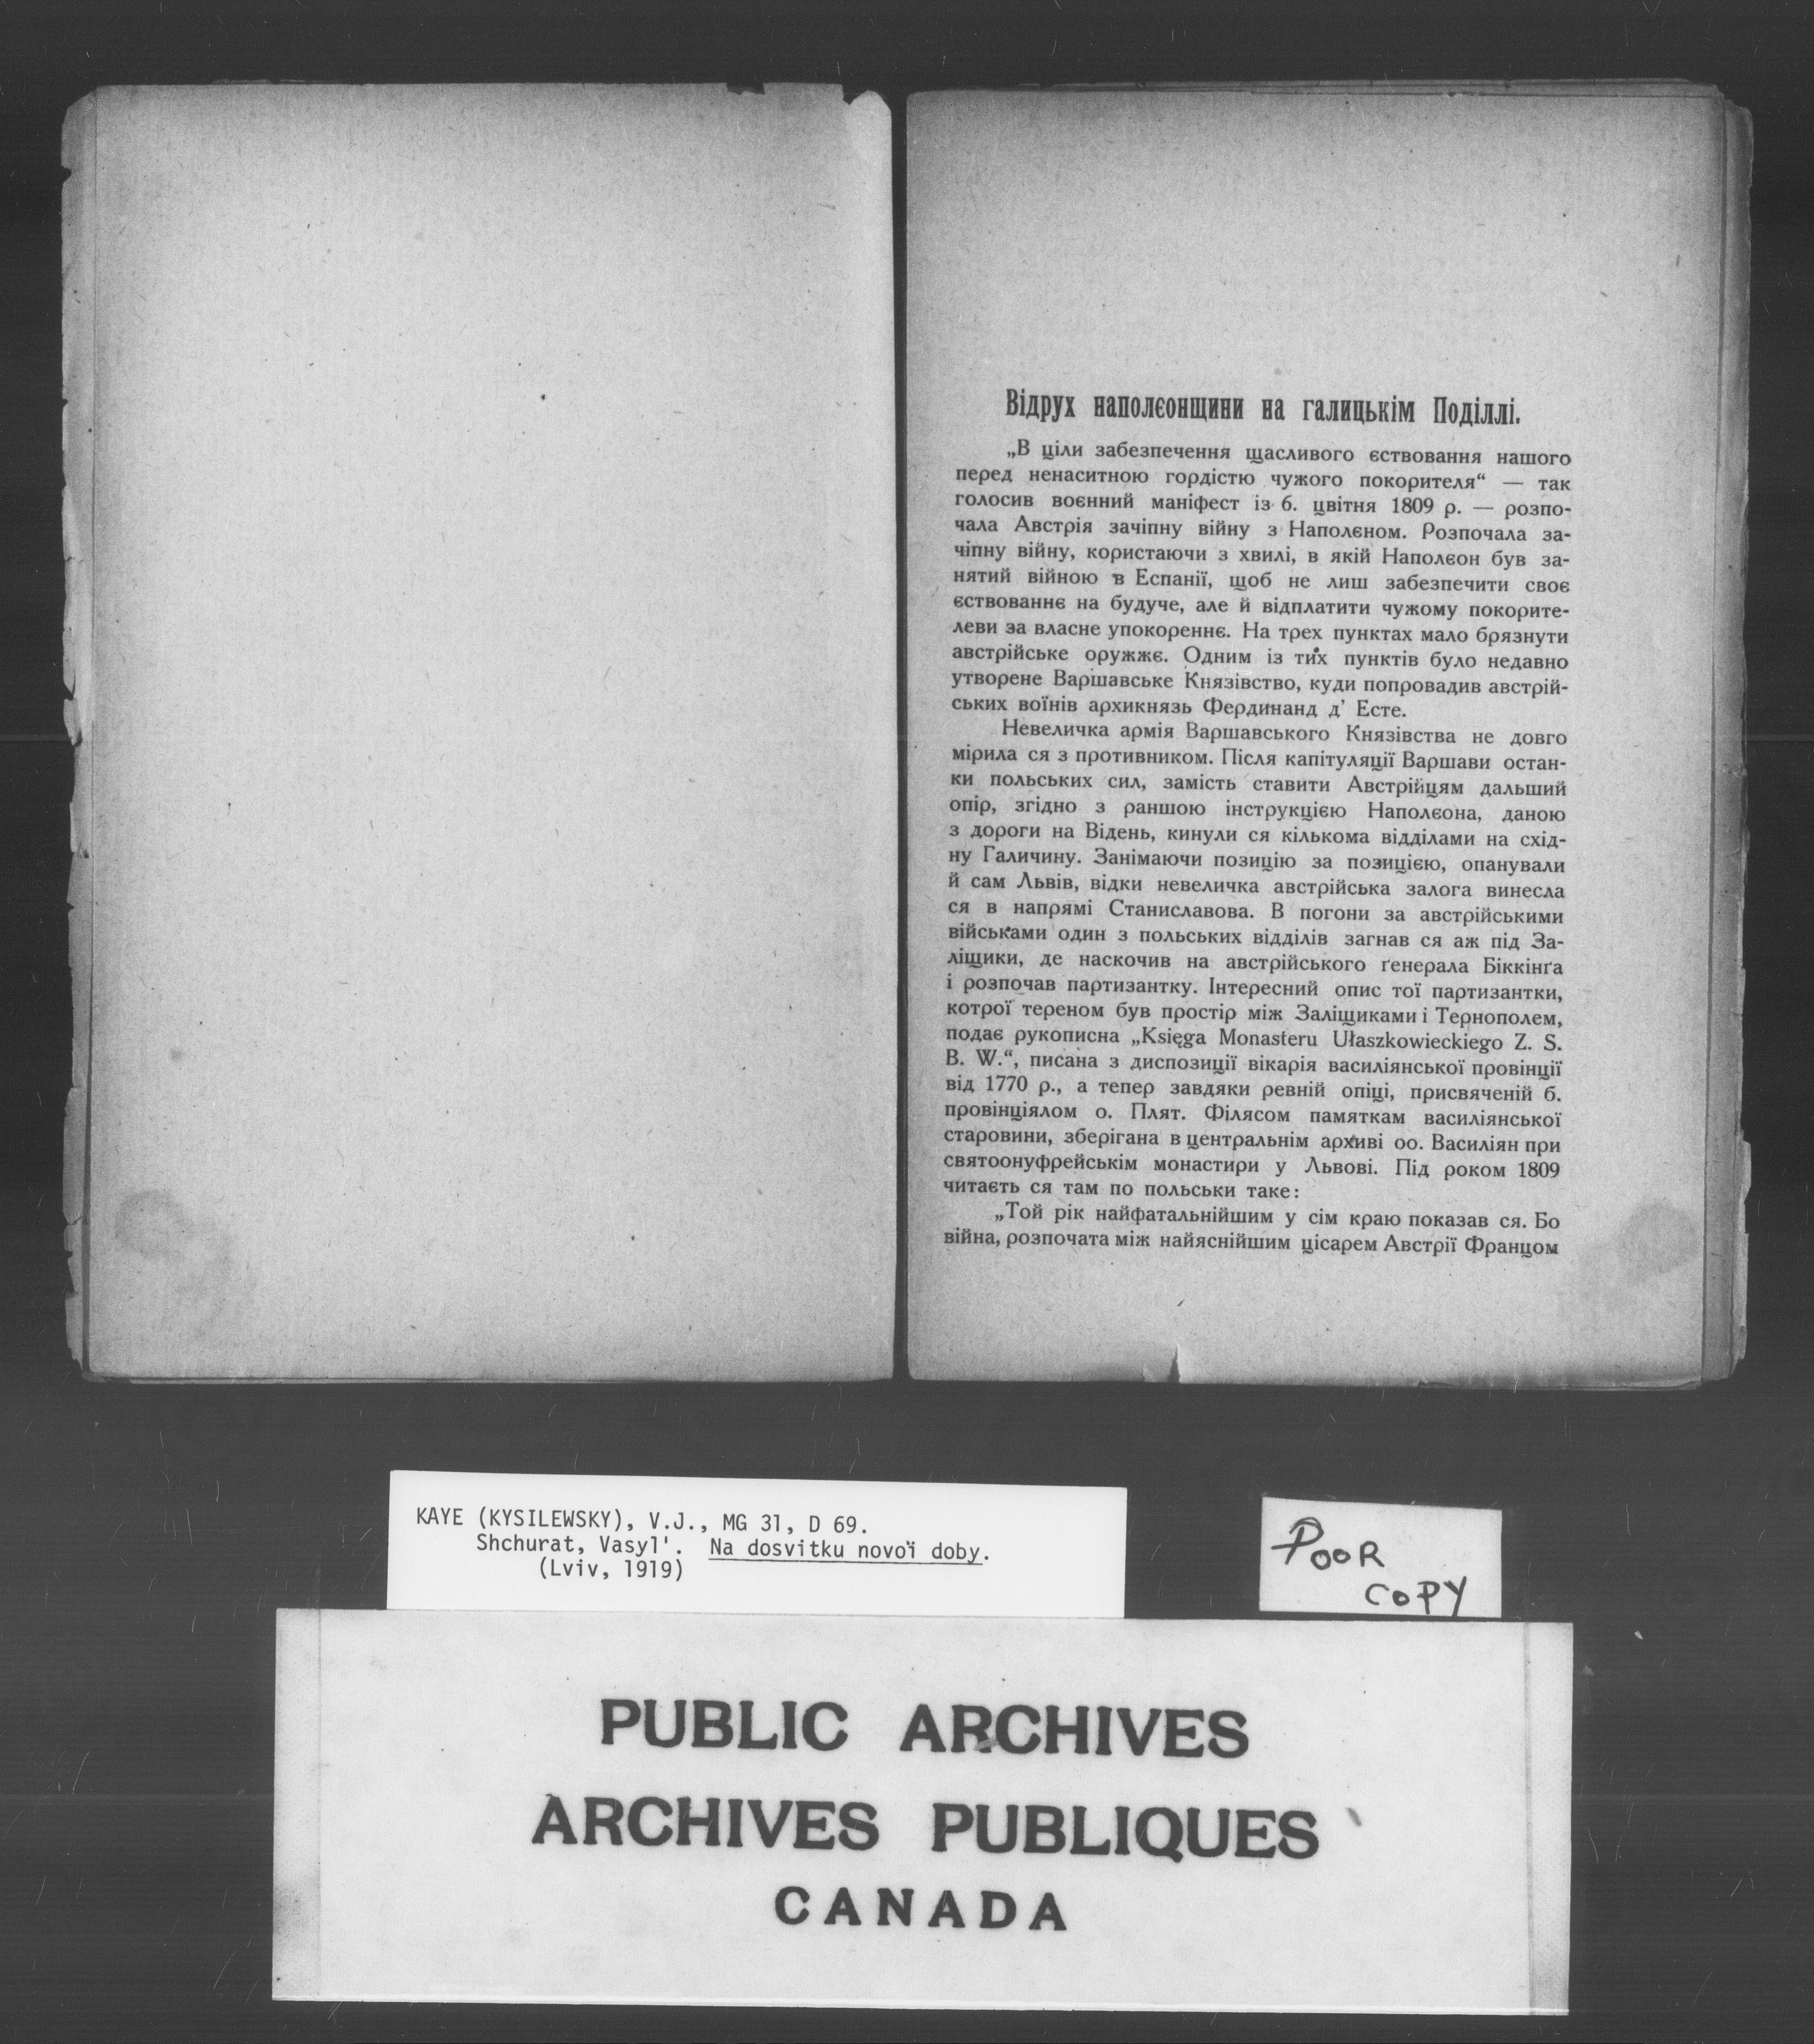 Відрух наполєонщини на галицькім Поділлі.
„В ціли забезпечення щасливого єствовання нашого
перед ненаситною гордістю чужого покорителя“ — так
голосив воєнний маніфест із 6. цвітня 1809 р. — розпо-
чала Австрія зачіпну війну з Наполєном. Розпочала за-
чіпну війну, користаючи з хвилі, в якій Наполєон був за-
нятий війною в Еспанії, щоб не лиш забезпечити своє
єствованнє на будуче, але й відплатити чужому покорите-
леви за власне упокореннє. На трех пунктах мало брязнути
австрійське оружжє. Одним із тих пунктів було недавно
утворене Варшавське Князівство, куди попровадив австрій-
ських воїнів архикнязь Фердинанд д' Есте.
Невеличка армія Варшавського Князівства не довго
мірила ся з противником. Після капітуляції Варшави остан-
ки польських сил, замість ставити Австрійцям дальший
опір, згідно з раншою інструкцією Наполєона, даною
з дороги на Відень, кинули ся кількома відділами на схід-
ну Галичину. Занімаючи позицію за позицією, опанували
й сам Львів, відки невеличка австрійська залога винесла
ся в напрямі Станиславова. В погони за австрійськими
військами один з польських відділів загнав ся аж під За-
ліщики, де наскочив на австрійського ґенерала Біккінґа
і розпочав партизантку. Інтересний опис тої партизантки,
котрої тереном був простір між Заліщиками і Тернополем,
подає рукописна „Księga Monasteru Ułaszkowieckiego Z. S.
B. W.“, писана з диспозиції вікарія василіянської провінції
від 1770 р., а тепер завдяки ревній опіці, присвяченій б.
провінціялом о. Плят. Філясом памяткам василіянської
старовини, зберігана в центральнім архиві оо. Василіян при
святоонуфрейськім монастири у Львові. Під роком 1809
читаєть ся там по польськи таке:
„Той рік найфатальнійшим у сім краю показав ся. Бо
війна, розпочата між найяснійшим цісарем Австрії Францом
KAYE (KYSILEWSKY), V.J., MG 31, D 69.
Shchurat, Vasyl'. Na dosvitku novoï doby.
(Lviv, 1919)
POOR
COPY
PUBLIC ARCHIVES
ARCHIVES PUBLIQUES
CANADA